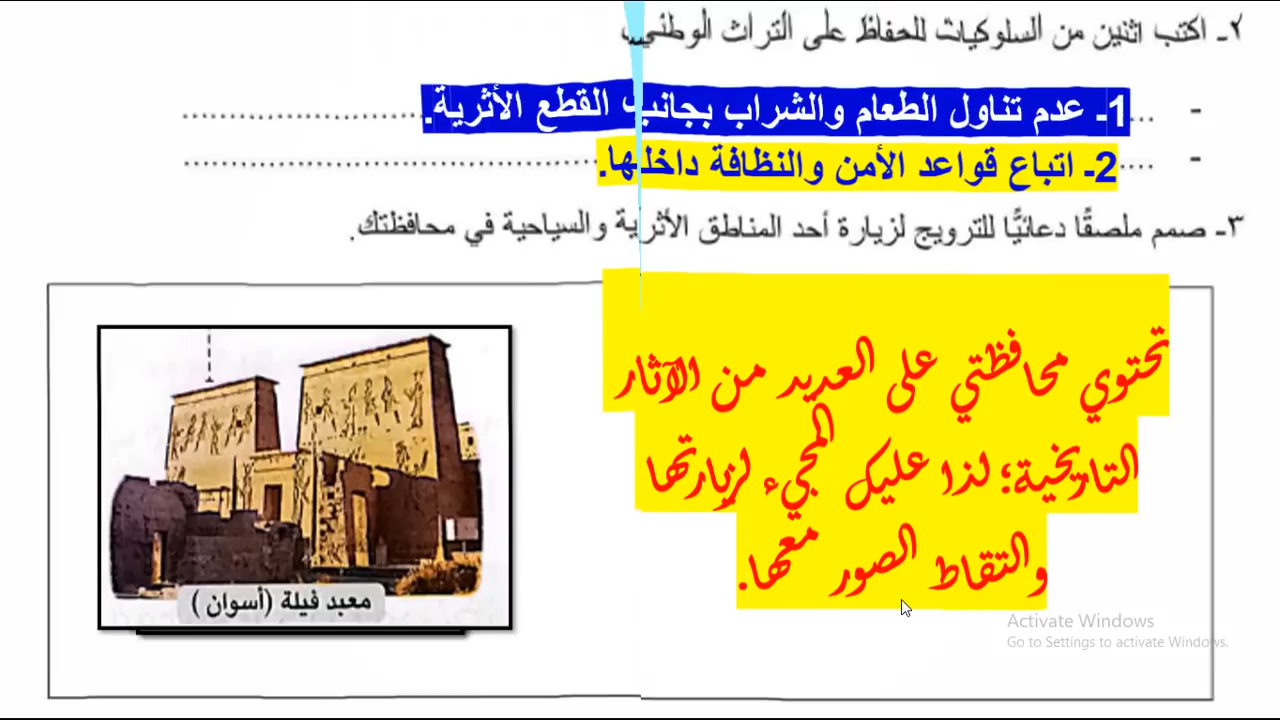 ٢- اكتب اثنين من السلوكيات للحفاظ على التراث الوطني.
- ...1- عدم تناول الطعام والشراب بجانب القطع الأثرية.......................
- ....2- اتباع قواعد الأمن والنظافة داخلها.......................................
٣- صمم ملصقًا دعائيًّا للترويج لزيارة أحد المناطق الأثرية والسياحية في محافظتك.
تحتوي محافظتي على العديد من الآثار
التاريخية؛ لذا عليك المجيء لزيارتها
والتقاط الصور معها.
معبد فيلة (أسوان)
Activate Windows
Go to Settings to activate Windows.